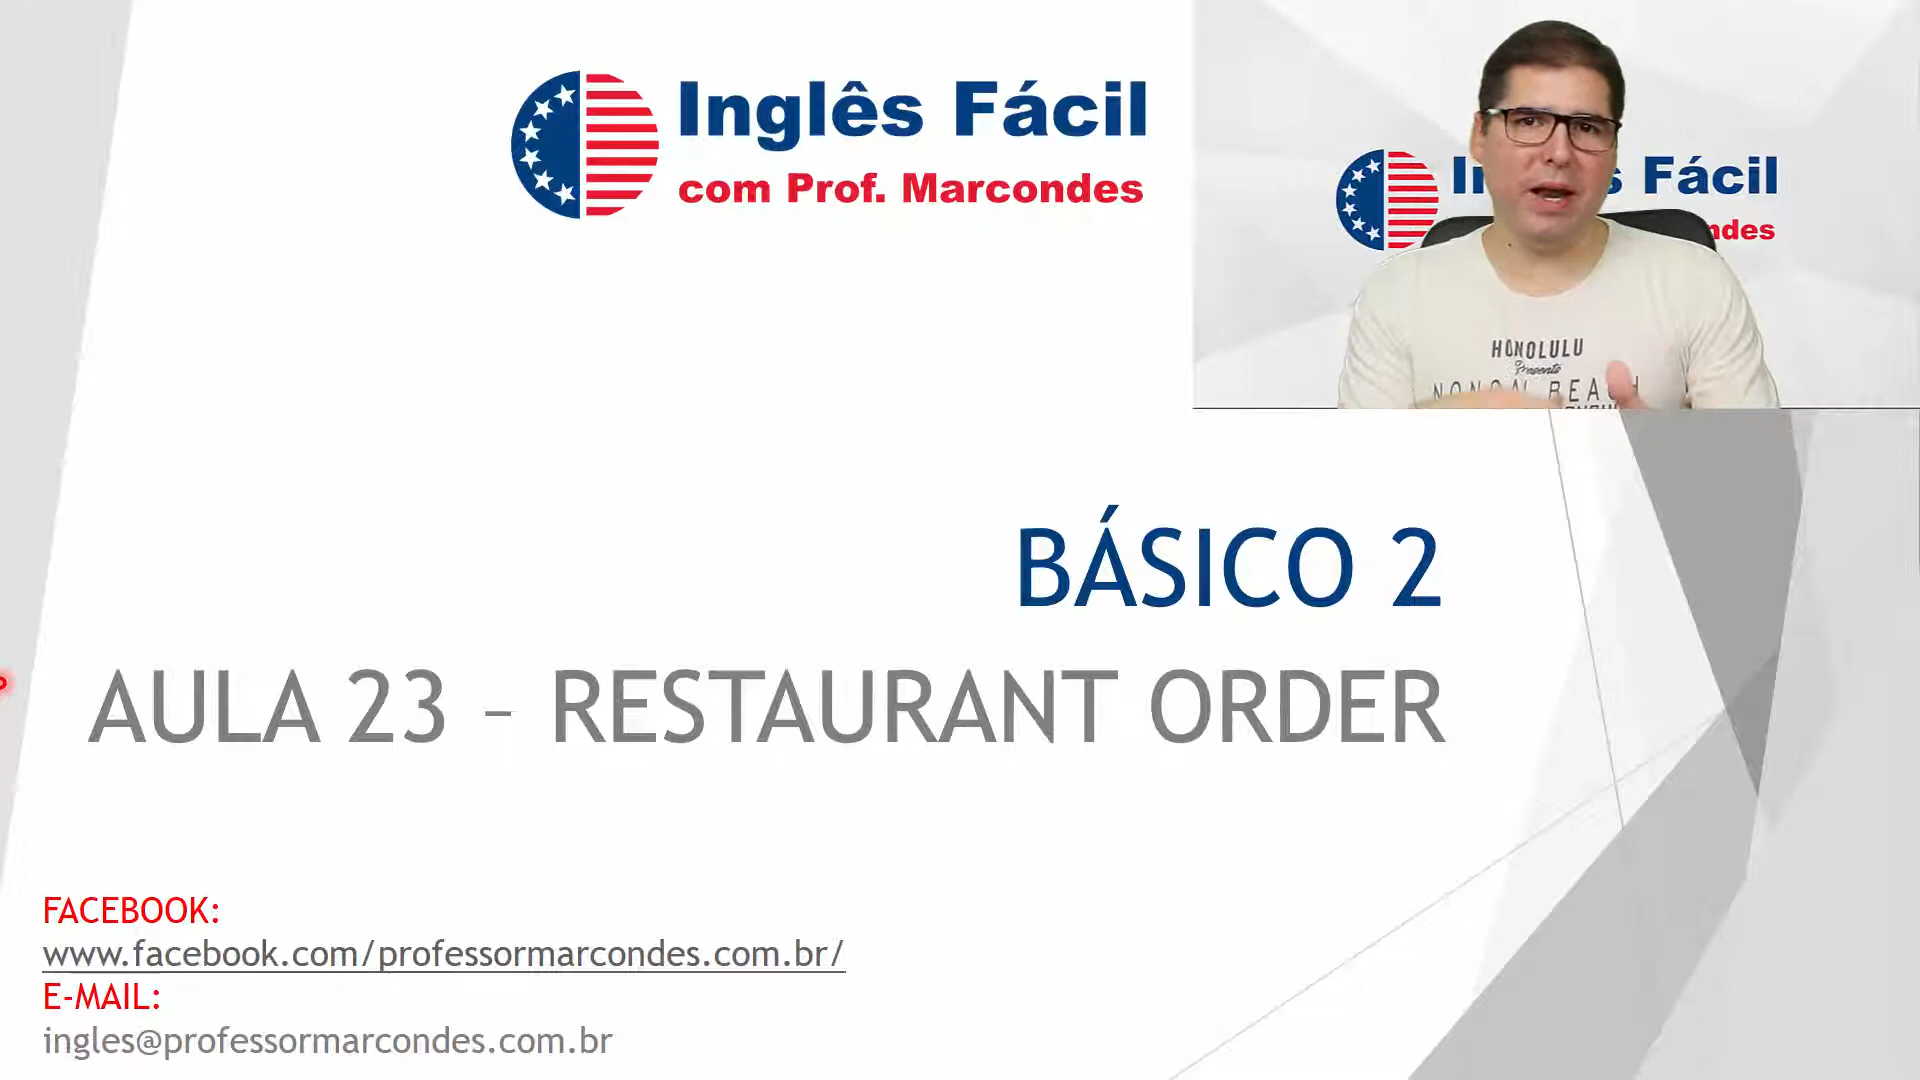 Inglês Fácil
com Prof. Marcondes
Fácil
HONOLULU
Presents
BÁSICO 2
AULA 23 – RESTAURANT ORDER
FACEBOOK:
www.facebook.com/professormarcondes.com.br/
E-MAIL:
ingles@professormarcondes.com.br